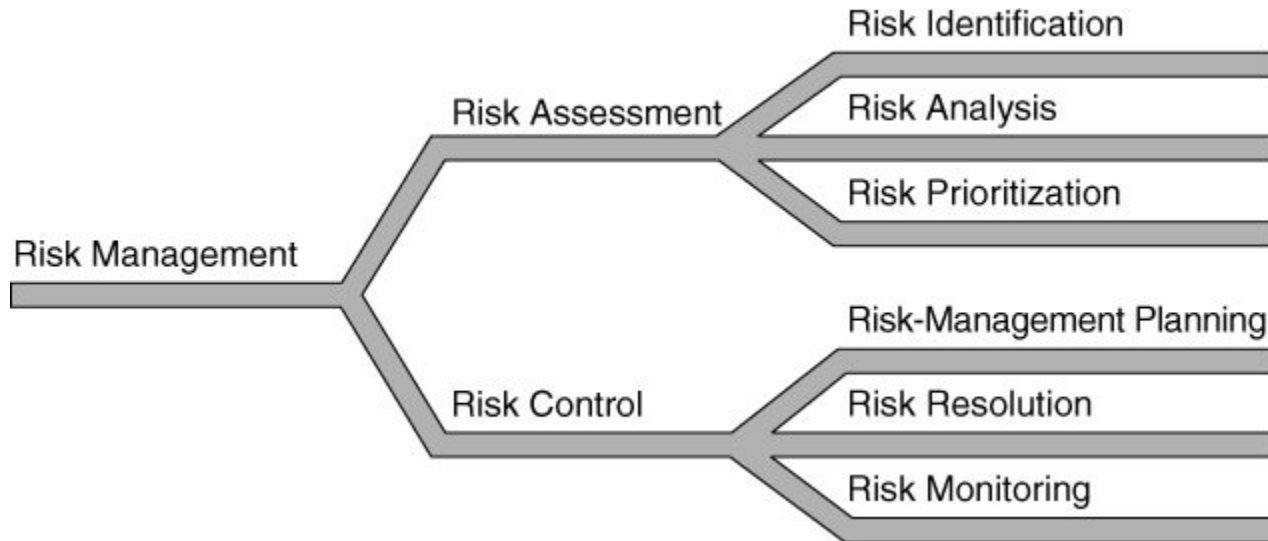 Risk Identification
Risk Analysis
Risk Assessment
Risk Prioritization
Risk Management
Risk-Management Planning
Risk Control
Risk Resolution
Risk Monitoring